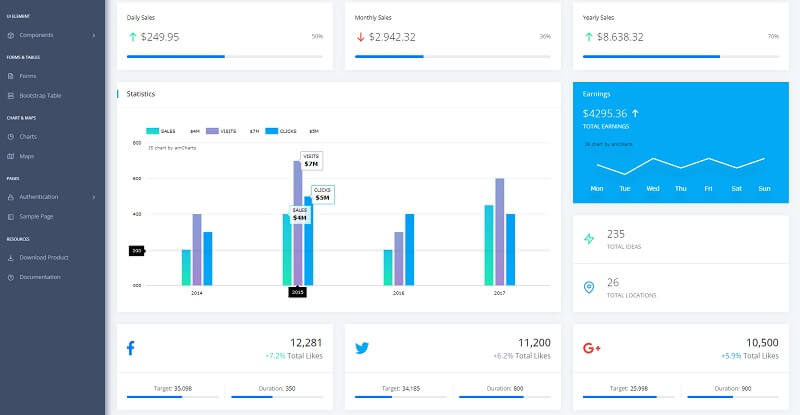 UI ELEMENT
Components
FORMS & TABLES
Forms
Bootstrap Table
CHART & MAPS
Charts
Maps
PAGES
Authentication
Sample Page
RESOURCES
Download Product
Documentation
Daily Sales
$249.95 50%
Monthly Sales
$2.942.32 36%
Yearly Sales
$8.638.32 70%
Statistics
SALES $4M VISITS $7M CLICKS $5M
JS chart by amCharts
800
600
400
300
200
2014 2015 2016 2017
VISITS
$7M
CLICKS
$5M
SALES
$4M
Earnings
$4295.36
TOTAL EARNINGS
JS chart by amCharts
Mon Tue Wed Thu Fri Sat Sun
235
TOTAL IDEAS
26
TOTAL LOCATIONS
12,281
+7.2% Total Likes
Target: 35,098 Duration: 350
11,200
+6.2% Total Likes
Target: 34,185 Duration: 800
10,500
+5.9% Total Likes
Target: 25,998 Duration: 900